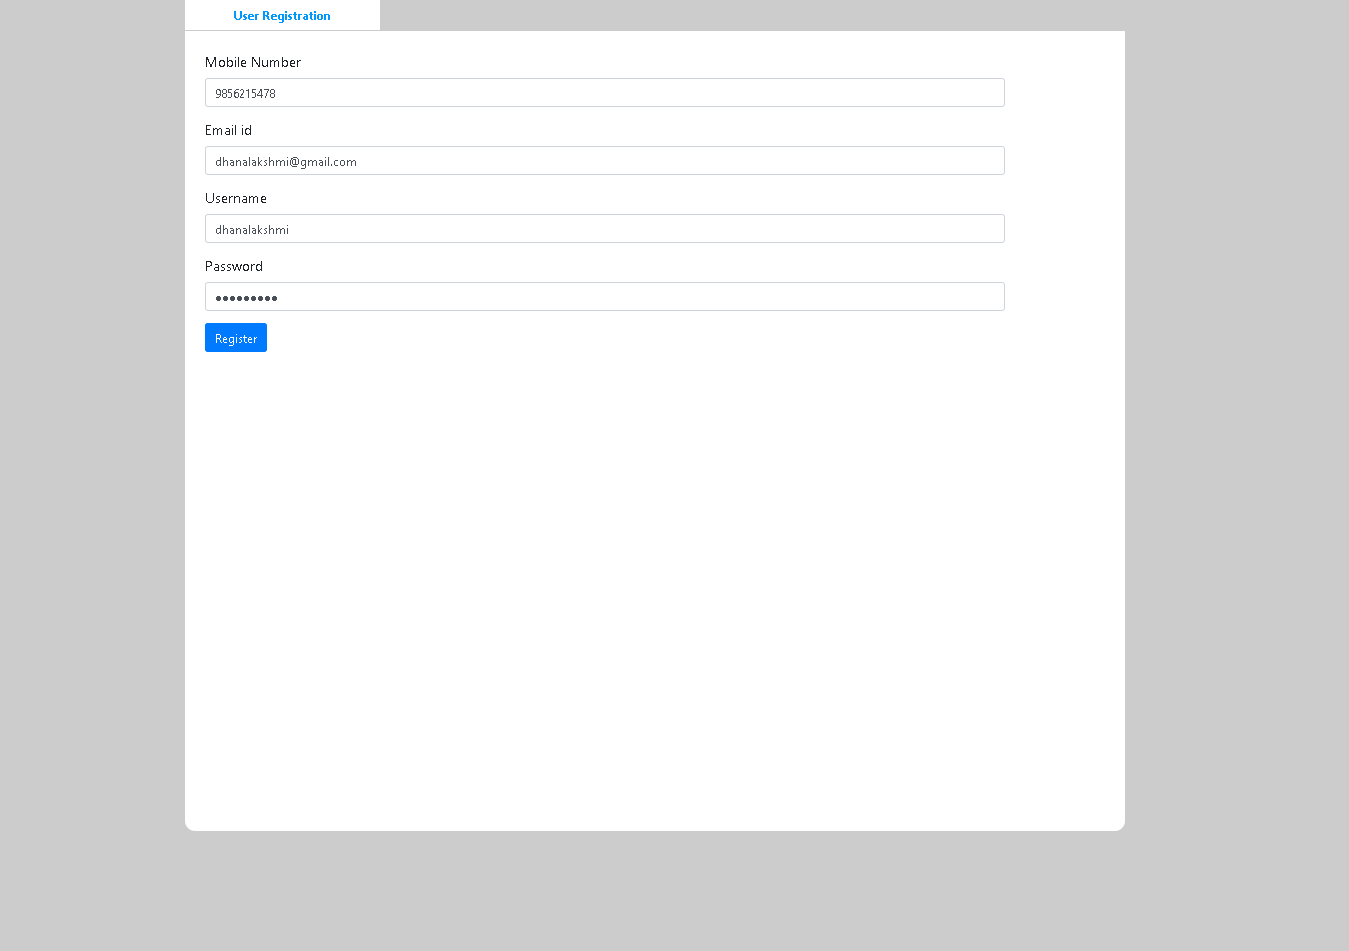 User Registration
Mobile Number
9856215478
Email id
dhanalakshmi@gmail.com
Username
dhanalakshmi
Password
•••••••••
Register